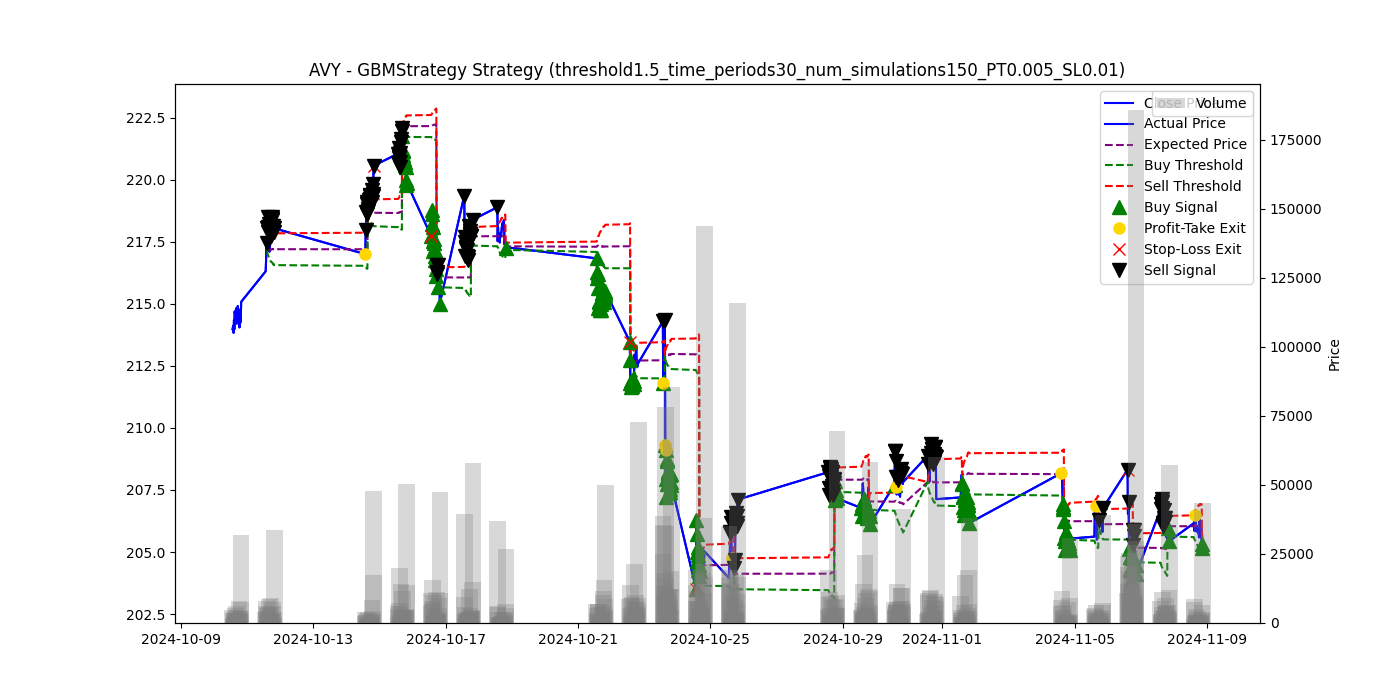 AVY - GBMStrategy Strategy (threshold1.5_time_periods30_num_simulations150_PT0.005_SL0.01)
222.5
220.0
217.5
215.0
212.5
210.0
207.5
205.0
202.5
175000
150000
125000
100000
75000
50000
25000
0
Price
2024-10-09 2024-10-13 2024-10-17 2024-10-21 2024-10-25 2024-10-29 2024-11-01 2024-11-05 2024-11-09
Volume
Actual Price
Expected Price
Buy Threshold
Sell Threshold
Buy Signal
Profit-Take Exit
Stop-Loss Exit
Sell Signal